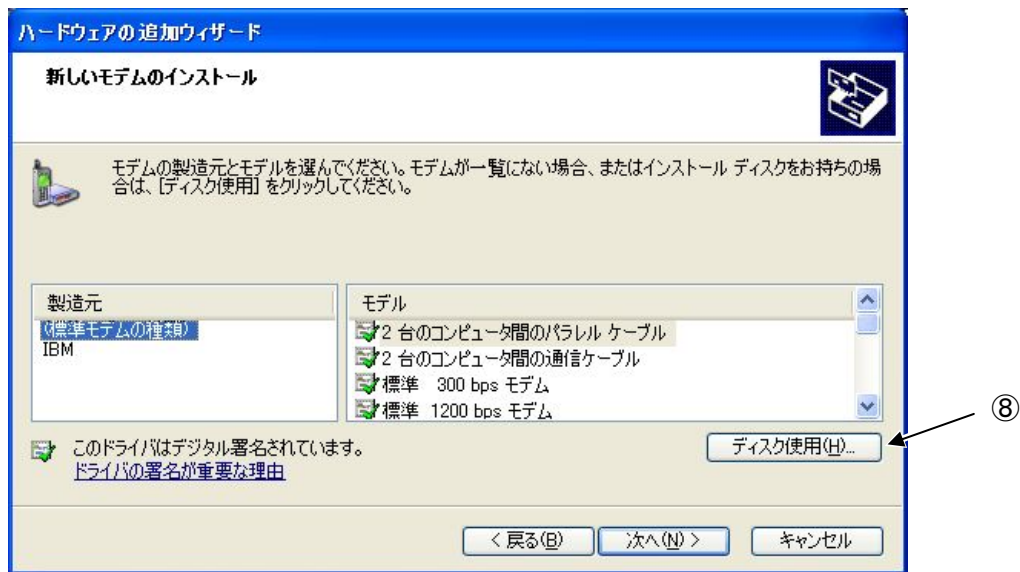 ハードウェアの追加ウィザード
新しいモデムのインストール
モデムの製造元とモデルを選んでください。モデムが一覧にない場合、またはインストール ディスクをお持ちの場
合は、[ディスク使用] をクリックしてください。
製造元
(標準モデムの種類)
IBM
モデル
2 台のコンピュータ間のパラレル ケーブル
2 台のコンピュータ間の通信ケーブル
標準 300 bps モデム
標準 1200 bps モデム
⑧
このドライバはデジタル署名されています。
ディスク使用(H)...
ドライバの署名が重要な理由
< 戻る(B) 次へ(N) > キャンセル